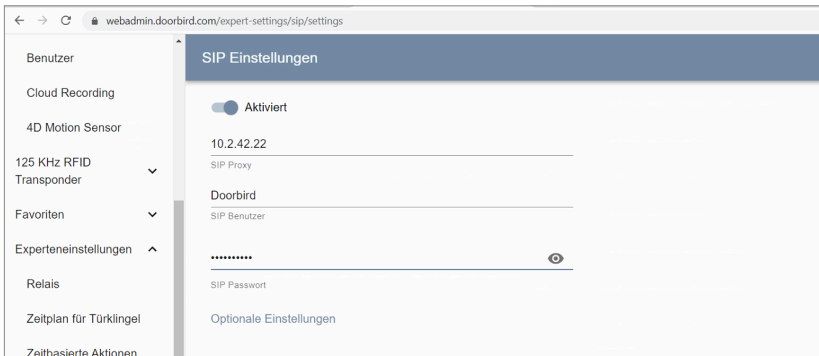 webadmin.doorbird.com/expert-settings/sip/settings
Benutzer
Cloud Recording
4D Motion Sensor
125 KHz RFID
Transponder
Favoriten
Experteneinstellungen
Relais
Zeitplan für Türklingel
Zeitbasierte Aktionen
SIP Einstellungen
Aktiviert
10.2.42.22
SIP Proxy
Doorbird
SIP Benutzer
••••••••••
SIP Passwort
Optionale Einstellungen